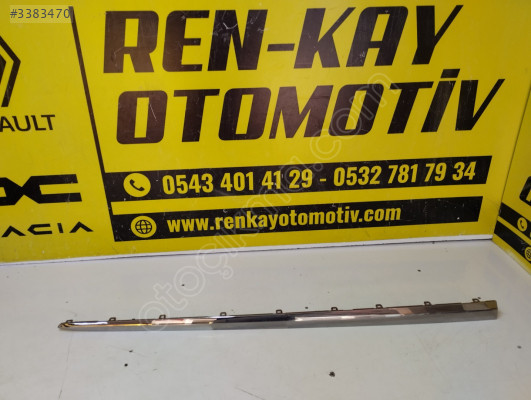 #3383470
REN-KAY
OTOMOTİV
AULT
0543 401 41 29 - 0532 781 79 34
www.renkayotomotiv.com
ACIA